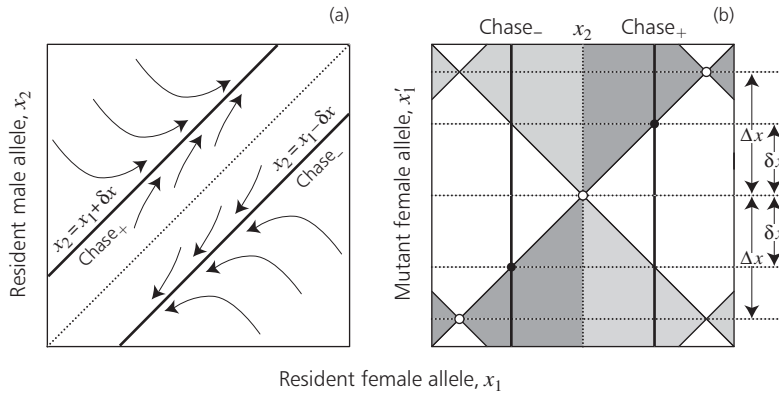 (a)
Resident male allele, x₂
x₂ = x₁ + δx
Chase₊
x₂ = x₁ − δx
Chase₋
Chase₋ x₂ Chase₊ (b)
Mutant female allele, x′₁
Δx δx
Δx δx
Resident female allele, x₁